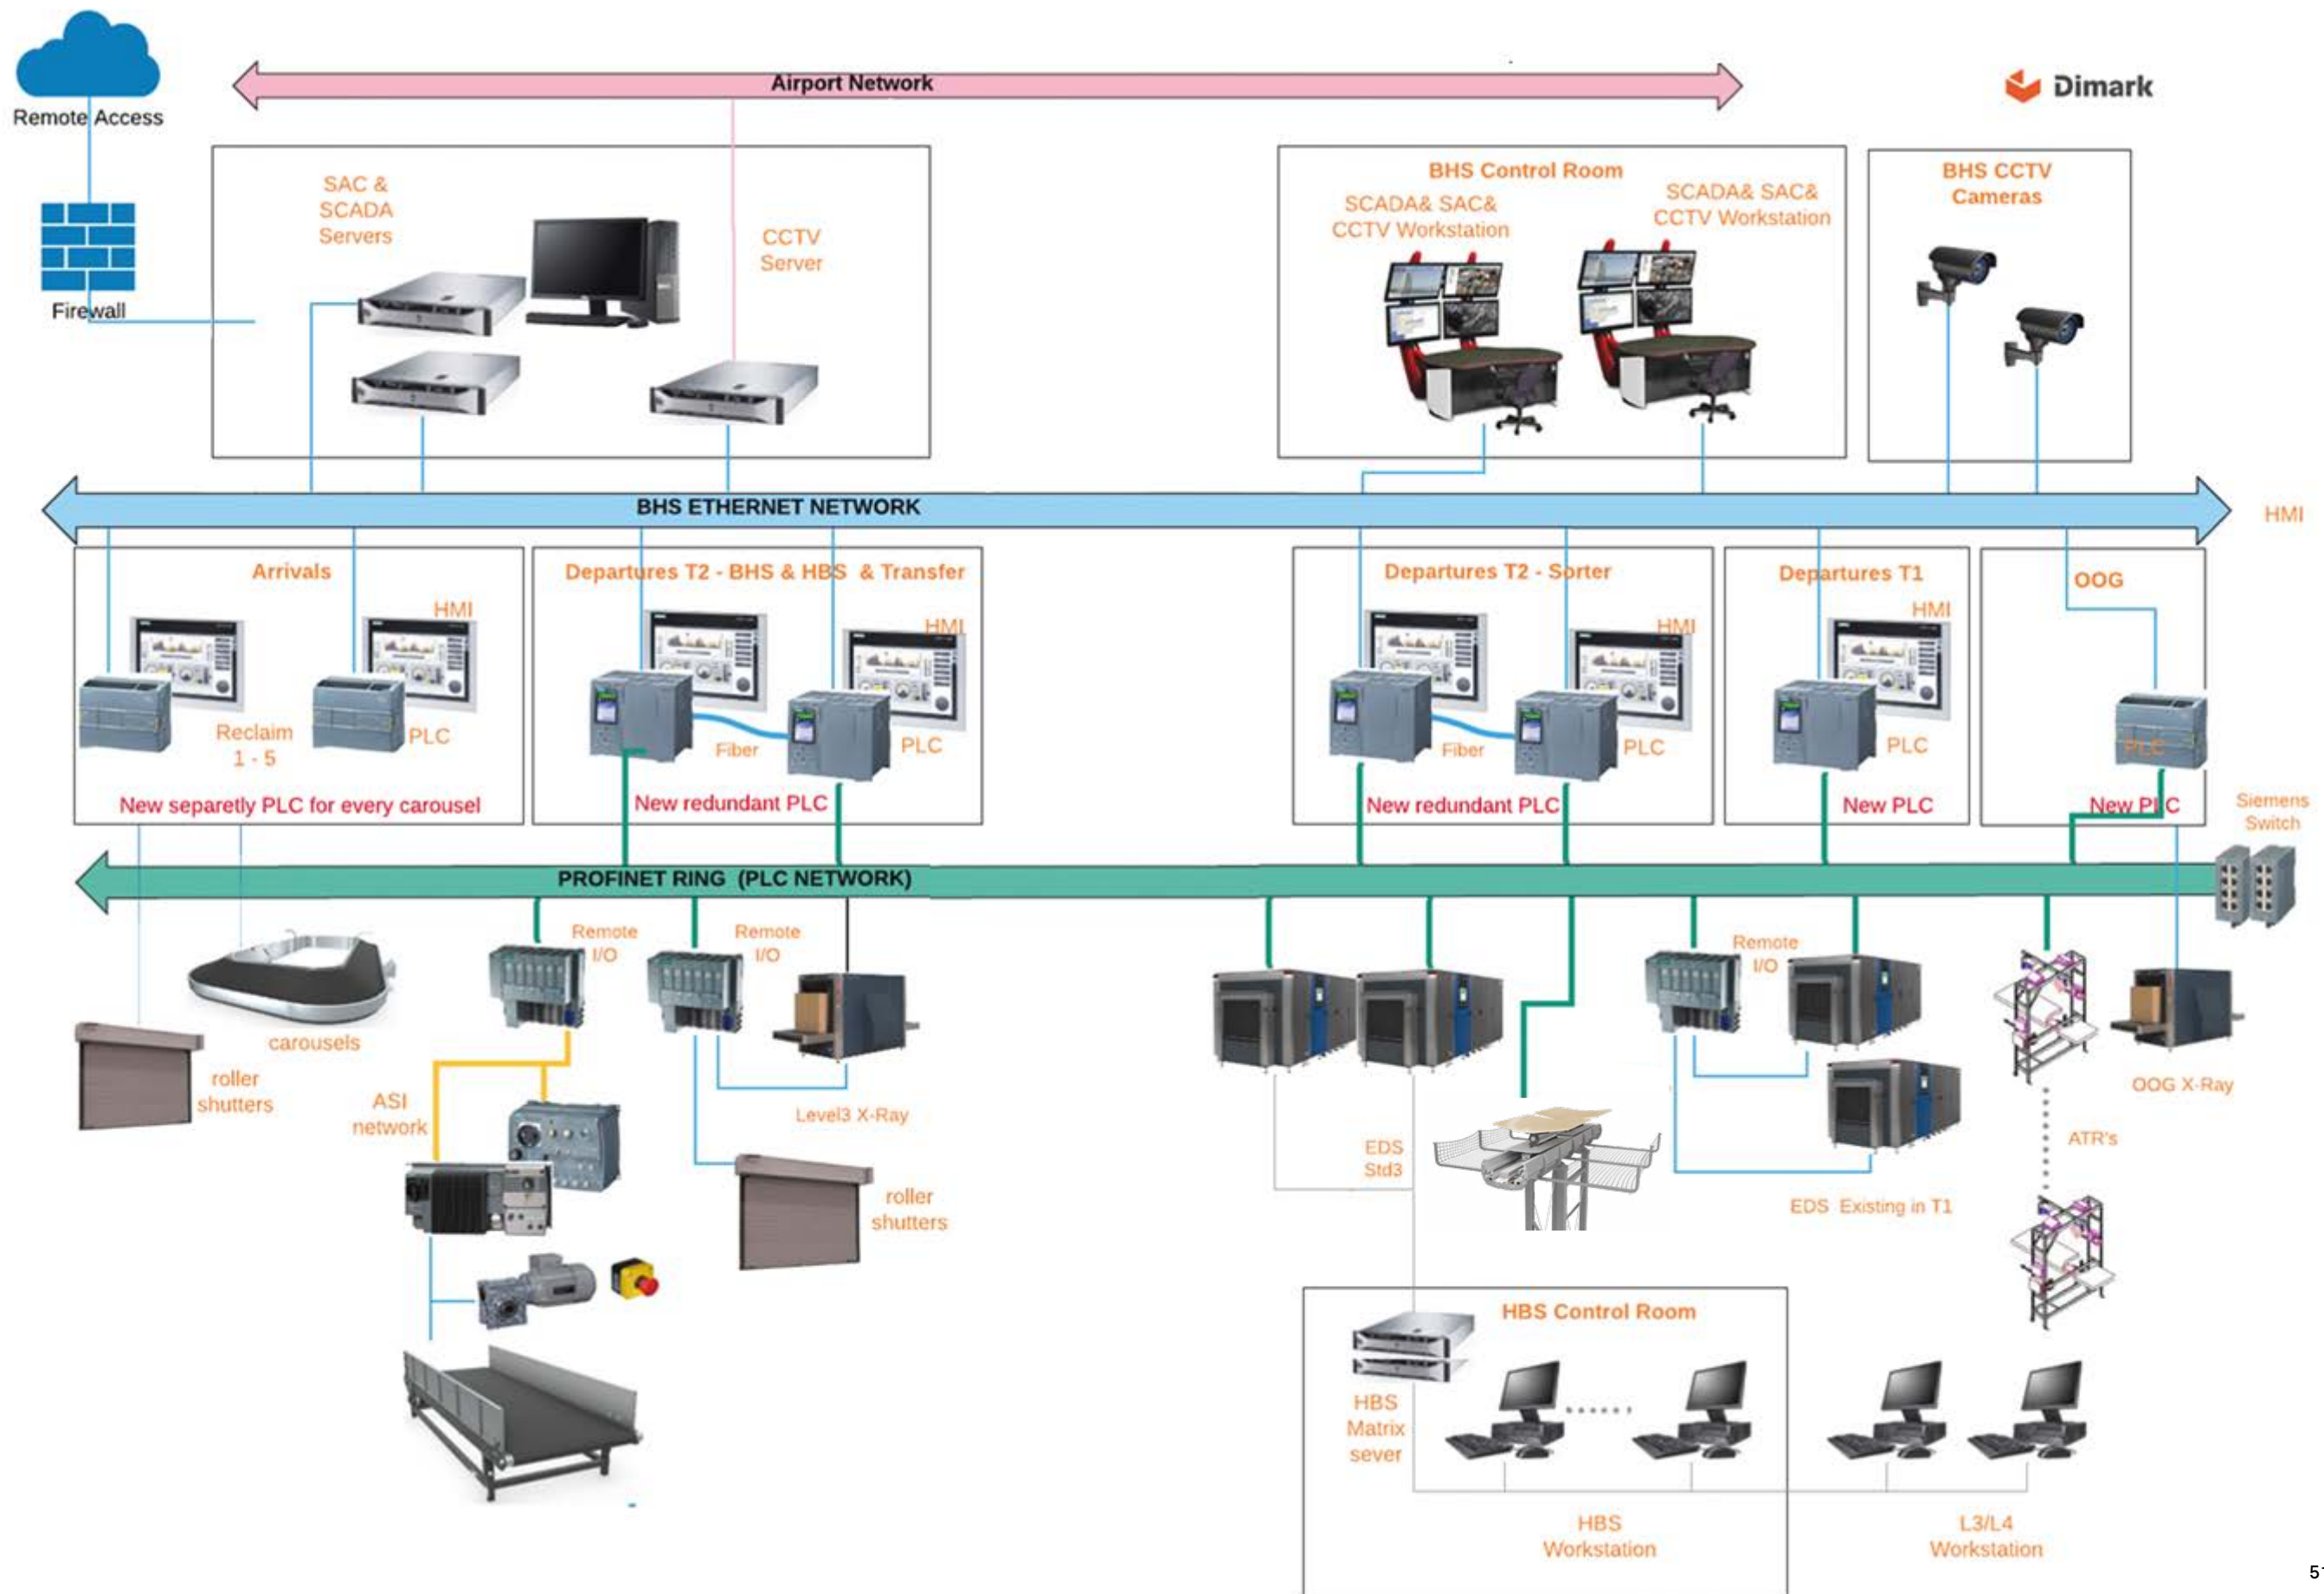 Airport Network
Dimark
Remote Access
Firewall
SAC &
SCADA
Servers
CCTV
Server
BHS Control Room
SCADA& SAC&
CCTV Workstation
SCADA& SAC&
CCTV Workstation
BHS CCTV
Cameras
BHS ETHERNET NETWORK
HMI
Arrivals
HMI
Reclaim
1 - 5
PLC
New separetly PLC for every carousel
Departures T2 - BHS & HBS & Transfer
HMI
Fiber
PLC
New redundant PLC
Departures T2 - Sorter
HMI
Fiber
PLC
New redundant PLC
Departures T1
HMI
PLC
New PLC
OOG
PLC
New PLC
Siemens
Switch
PROFINET RING (PLC NETWORK)
carousels
roller
shutters
Remote
I/O
Remote
I/O
ASI
network
Level3 X-Ray
roller
shutters
EDS
Std3
Remote
I/O
EDS Existing in T1
OOG X-Ray
ATR's
HBS Control Room
HBS
Matrix
sever
HBS
Workstation
L3/L4
Workstation